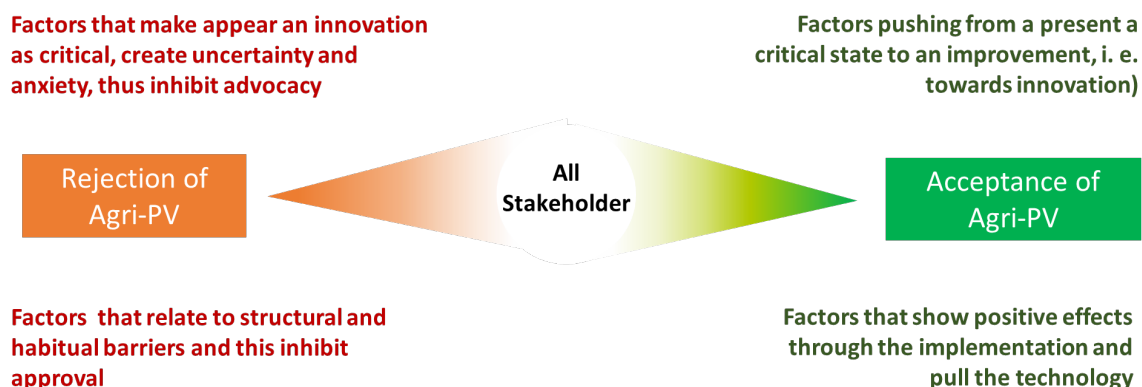 Factors that make appear an innovation
as critical, create uncertainty and
anxiety, thus inhibit advocacy
Factors pushing from a present a
critical state to an improvement, i. e.
towards innovation)
Rejection of
Agri-PV
All
Stakeholder
Acceptance of
Agri-PV
Factors that relate to structural and
habitual barriers and this inhibit
approval
Factors that show positive effects
through the implementation and
pull the technology